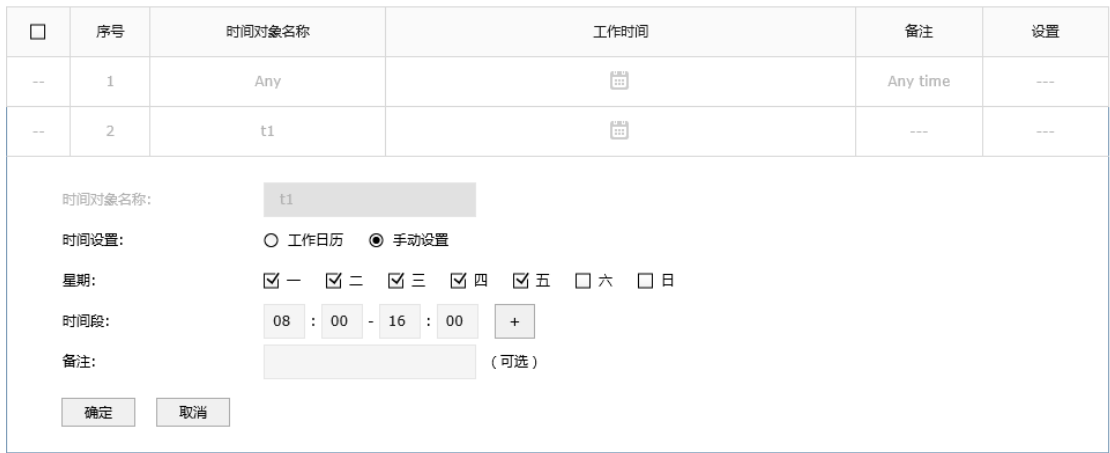 序号 时间对象名称 工作时间 备注 设置
-- 1 Any Any time ---
-- 2 t1 --- ---
时间对象名称: t1
时间设置: 工作日历 手动设置
星期: 一 二 三 四 五 六 日
时间段: 08 : 00 - 16 : 00 +
备注: (可选)
确定 取消